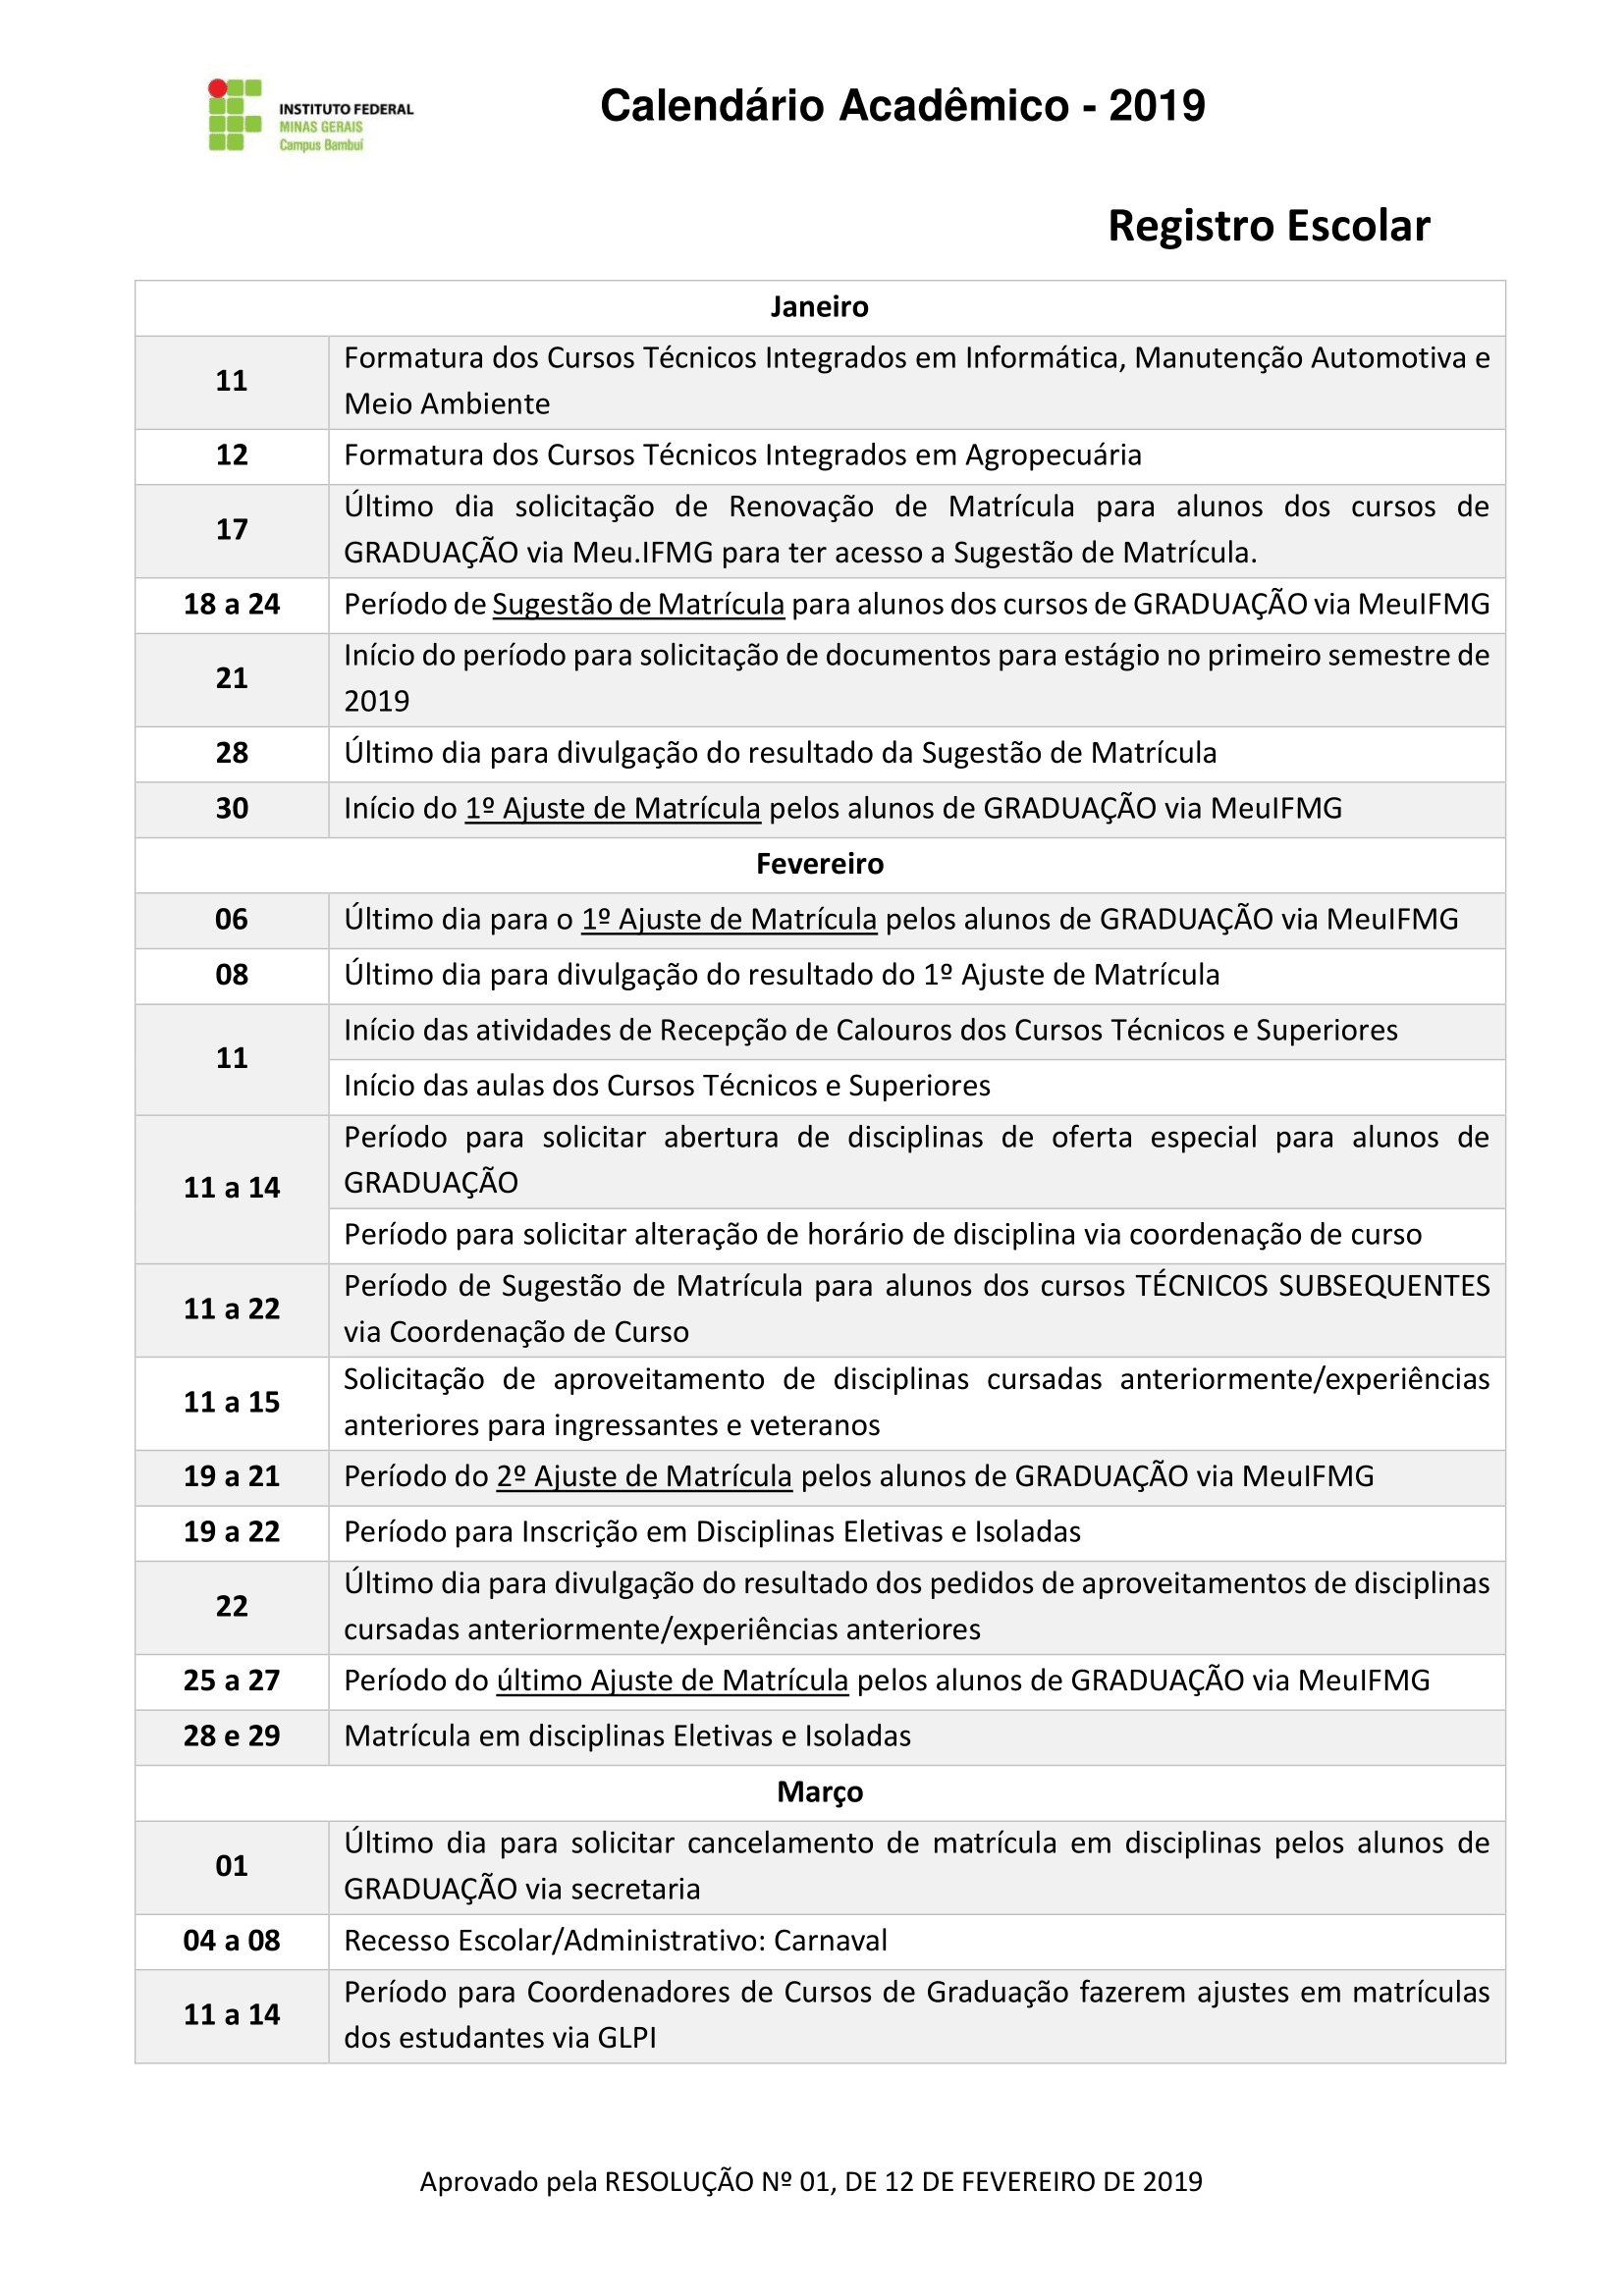 INSTITUTO FEDERAL
MINAS GERAIS
Campus Bambuí
Calendário Acadêmico - 2019
Registro Escolar
Janeiro
11
Formatura dos Cursos Técnicos Integrados em Informática, Manutenção Automotiva e
Meio Ambiente
12
Formatura dos Cursos Técnicos Integrados em Agropecuária
17
Último dia solicitação de Renovação de Matrícula para alunos dos cursos de
GRADUAÇÃO via Meu.IFMG para ter acesso a Sugestão de Matrícula.
18 a 24
Período de Sugestão de Matrícula para alunos dos cursos de GRADUAÇÃO via MeuIFMG
21
Início do período para solicitação de documentos para estágio no primeiro semestre de
2019
28
Último dia para divulgação do resultado da Sugestão de Matrícula
30
Início do 1º Ajuste de Matrícula pelos alunos de GRADUAÇÃO via MeuIFMG
Fevereiro
06
Último dia para o 1º Ajuste de Matrícula pelos alunos de GRADUAÇÃO via MeuIFMG
08
Último dia para divulgação do resultado do 1º Ajuste de Matrícula
11
Início das atividades de Recepção de Calouros dos Cursos Técnicos e Superiores
Início das aulas dos Cursos Técnicos e Superiores
11 a 14
Período para solicitar abertura de disciplinas de oferta especial para alunos de
GRADUAÇÃO
Período para solicitar alteração de horário de disciplina via coordenação de curso
11 a 22
Período de Sugestão de Matrícula para alunos dos cursos TÉCNICOS SUBSEQUENTES
via Coordenação de Curso
11 a 15
Solicitação de aproveitamento de disciplinas cursadas anteriormente/experiências
anteriores para ingressantes e veteranos
19 a 21
Período do 2º Ajuste de Matrícula pelos alunos de GRADUAÇÃO via MeuIFMG
19 a 22
Período para Inscrição em Disciplinas Eletivas e Isoladas
22
Último dia para divulgação do resultado dos pedidos de aproveitamentos de disciplinas
cursadas anteriormente/experiências anteriores
25 a 27
Período do último Ajuste de Matrícula pelos alunos de GRADUAÇÃO via MeuIFMG
28 e 29
Matrícula em disciplinas Eletivas e Isoladas
Março
01
Último dia para solicitar cancelamento de matrícula em disciplinas pelos alunos de
GRADUAÇÃO via secretaria
04 a 08
Recesso Escolar/Administrativo: Carnaval
11 a 14
Período para Coordenadores de Cursos de Graduação fazerem ajustes em matrículas
dos estudantes via GLPI
Aprovado pela RESOLUÇÃO Nº 01, DE 12 DE FEVEREIRO DE 2019